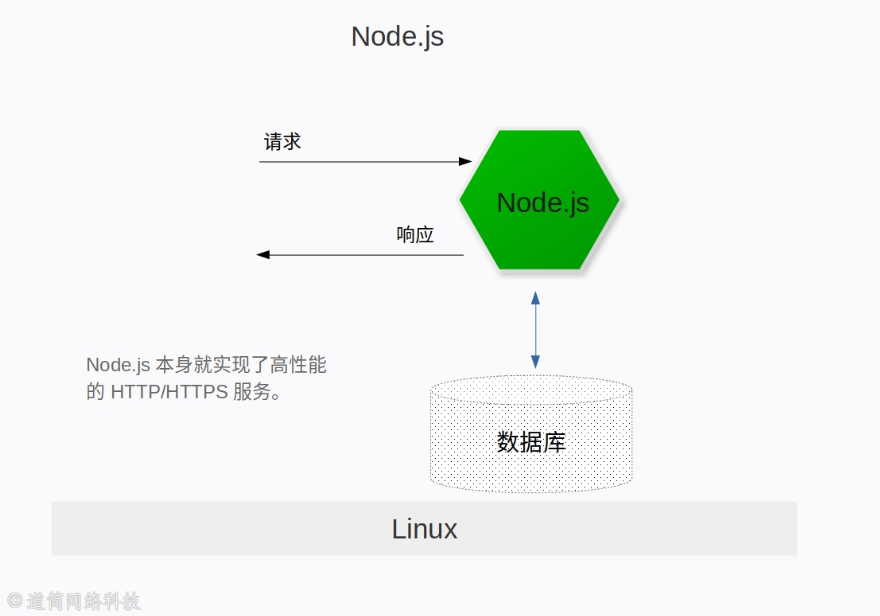 Node.js
请求
Node.js
响应
Node.js 本身就实现了高性能
的 HTTP/HTTPS 服务。
数据库
Linux
© 道简网络科技